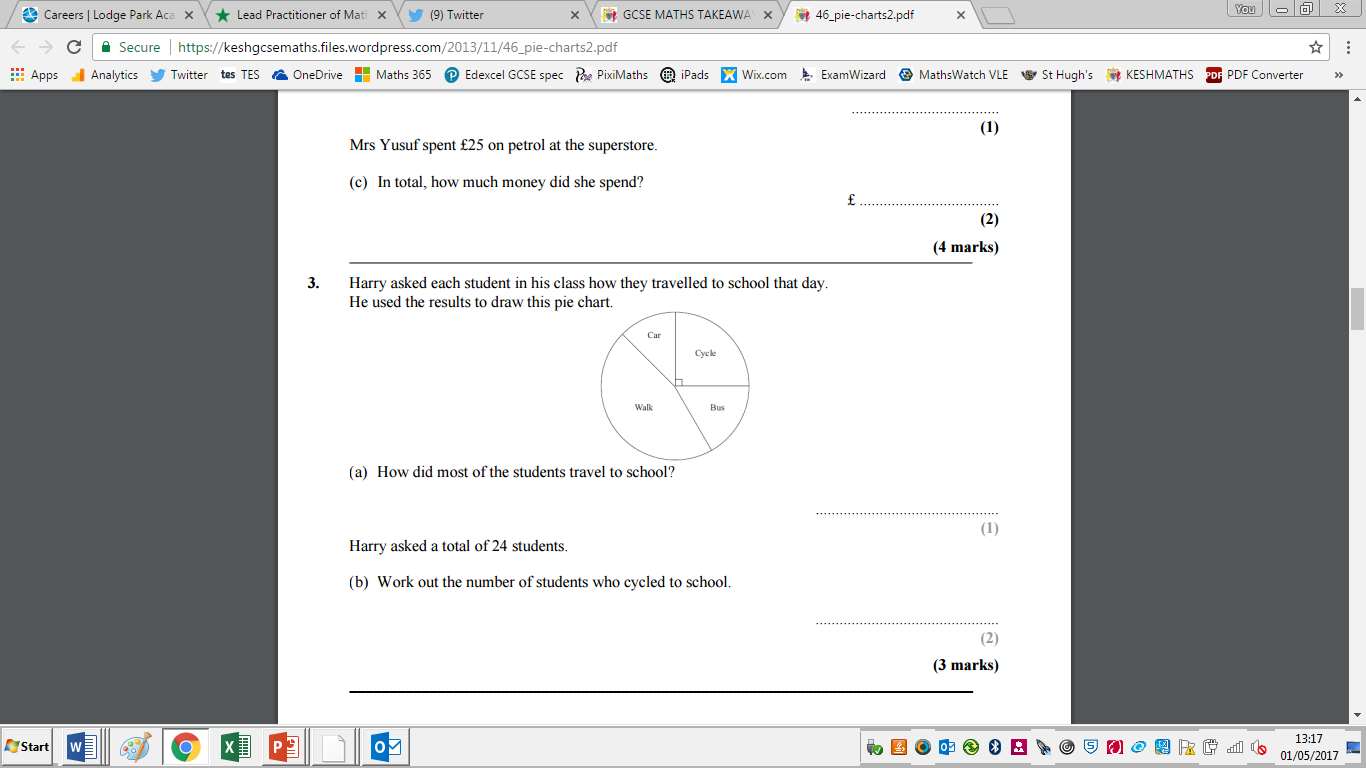 Careers | Lodge Park Aca
Lead Practitioner of Math
(9) Twitter
GCSE MATHS TAKEAWA
46_pie-charts2.pdf
You
Secure | https://keshgcsemaths.files.wordpress.com/2013/11/46_pie-charts2.pdf
Apps Analytics Twitter tes TES OneDrive Maths 365 Edexcel GCSE spec PixiMaths iPads Wix.com ExamWizard MathsWatch VLE St Hugh's KESHMATHS PDF PDF Converter »
(1)
Mrs Yusuf spent £25 on petrol at the superstore.
(c) In total, how much money did she spend?
£ ...................................
(2)
(4 marks)
3. Harry asked each student in his class how they travelled to school that day.
He used the results to draw this pie chart.
Car
Cycle
Walk
Bus
(a) How did most of the students travel to school?
(1)
Harry asked a total of 24 students.
(b) Work out the number of students who cycled to school.
(2)
(3 marks)
Start
13:17
01/05/2017